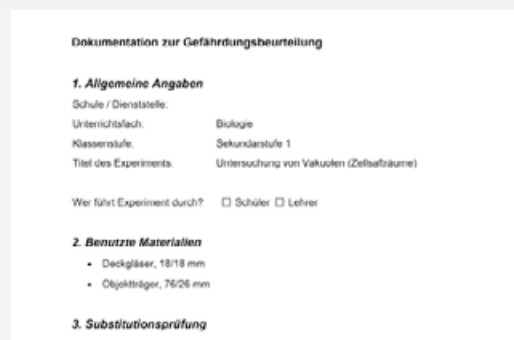 Dokumentation zur Gefährdungsbeurteilung
1. Allgemeine Angaben
Schule / Dienststelle:
Unterrichtsfach: Biologie
Klassenstufe: Sekundarstufe 1
Titel des Experiments: Untersuchung von Vakuolen (Zellsafträume)
Wer führt Experiment durch? ☐ Schüler ☐ Lehrer
2. Benutzte Materialien
• Deckgläser, 18/18 mm
• Objektträger, 76/26 mm
3. Substitutionsprüfung